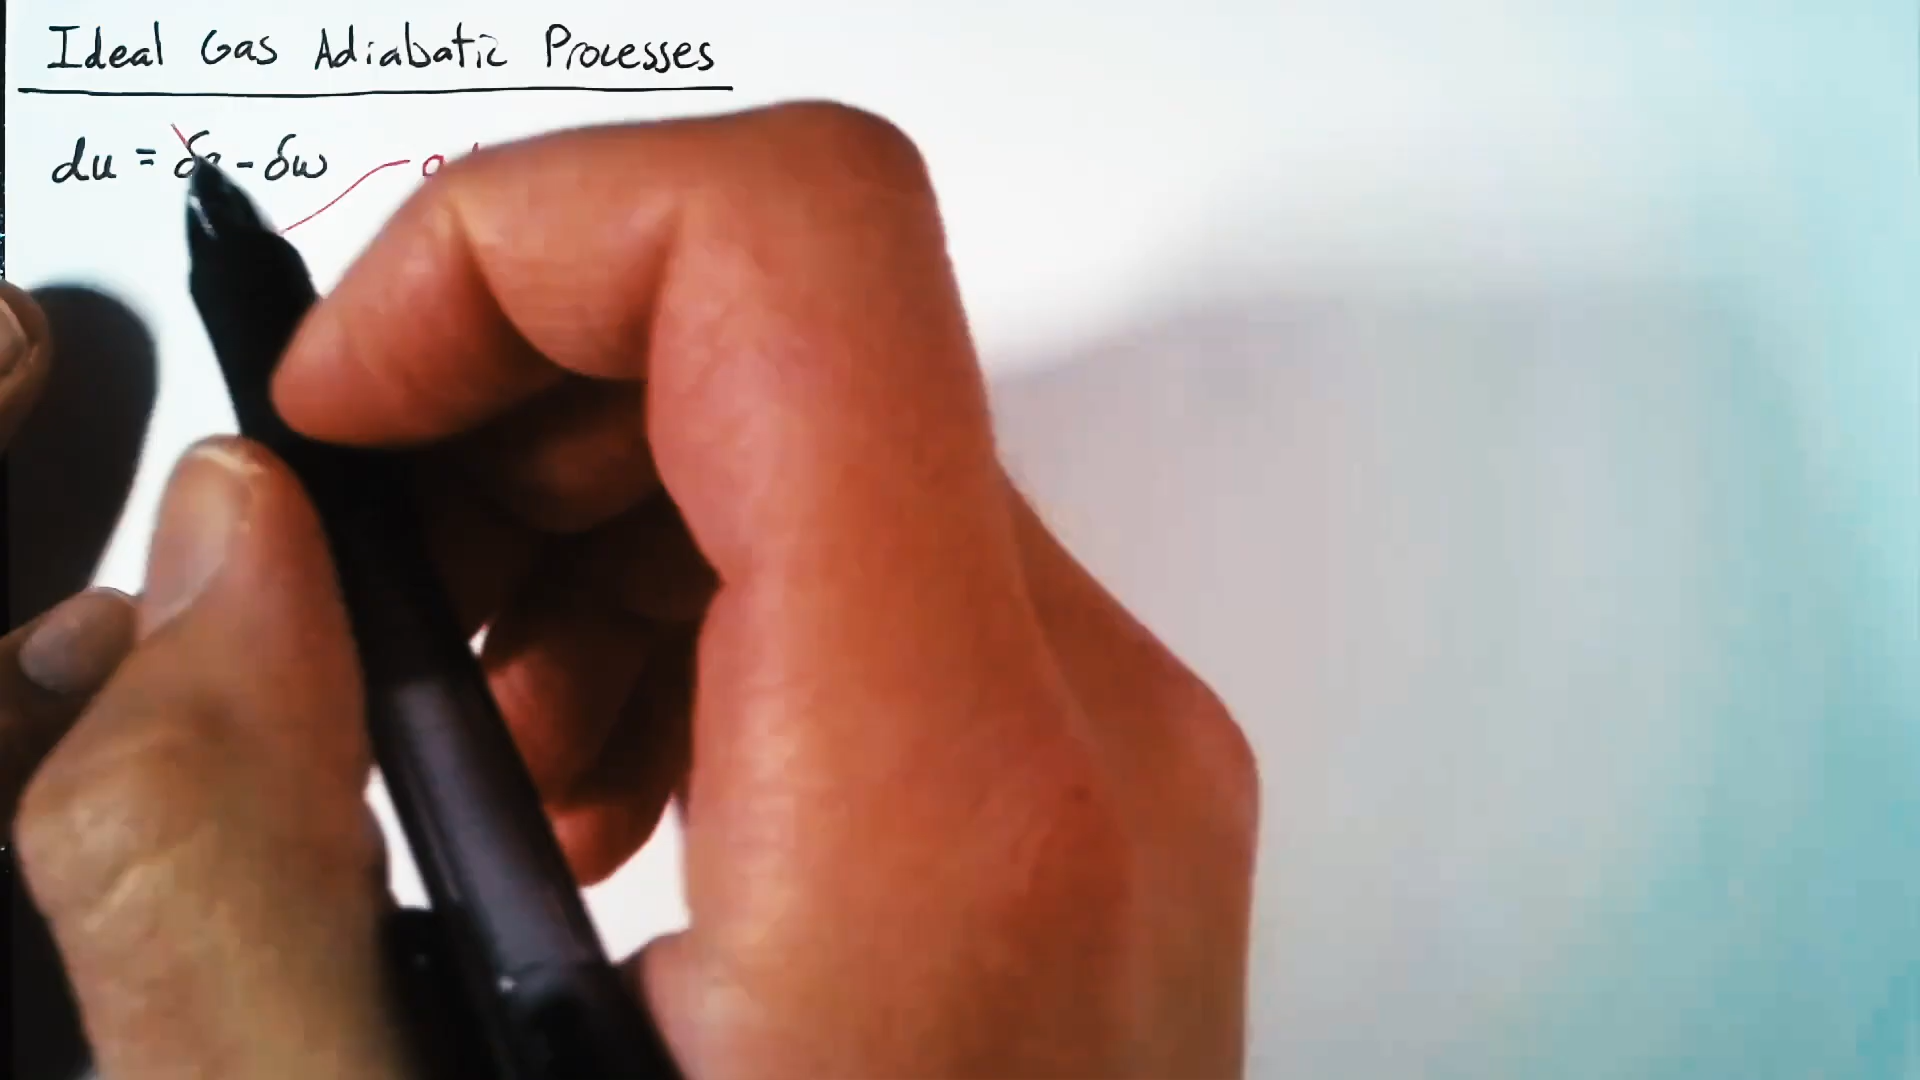 Ideal Gas Adiabatic Processes
du = δq - δw